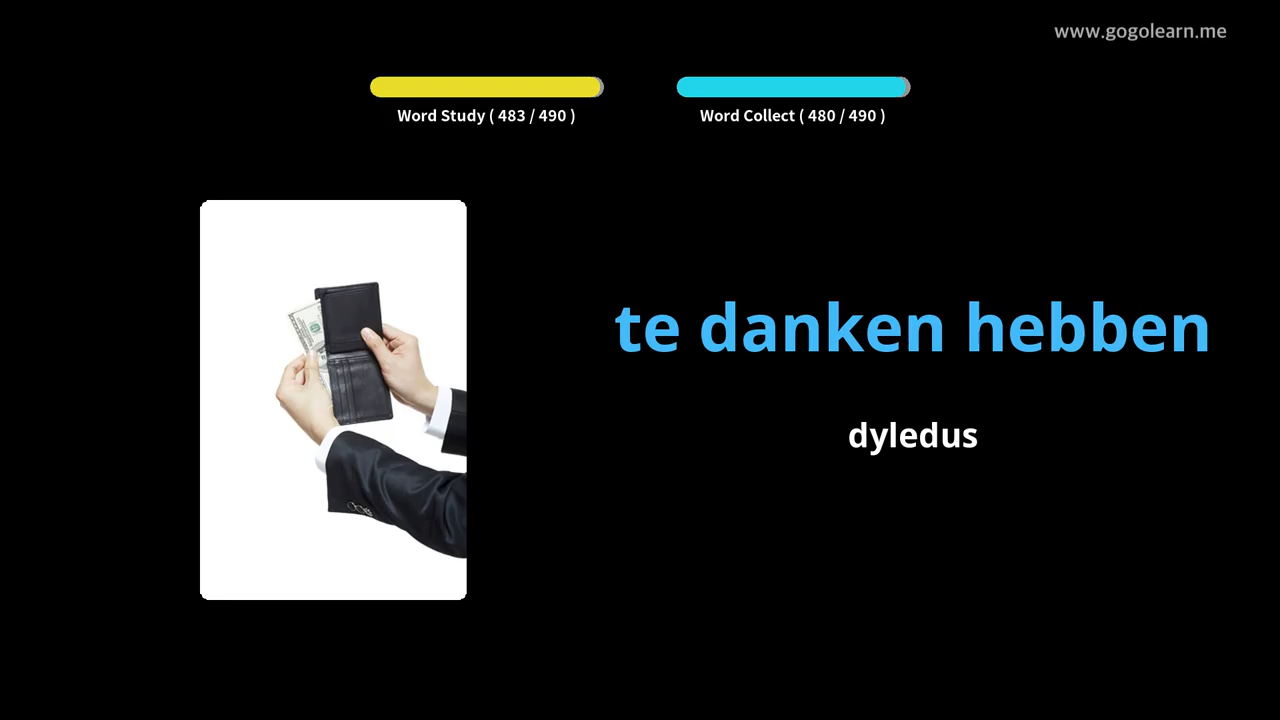 www.gogolearn.me
Word Study ( 483 / 490 )
Word Collect ( 480 / 490 )
te danken hebben
dyledus